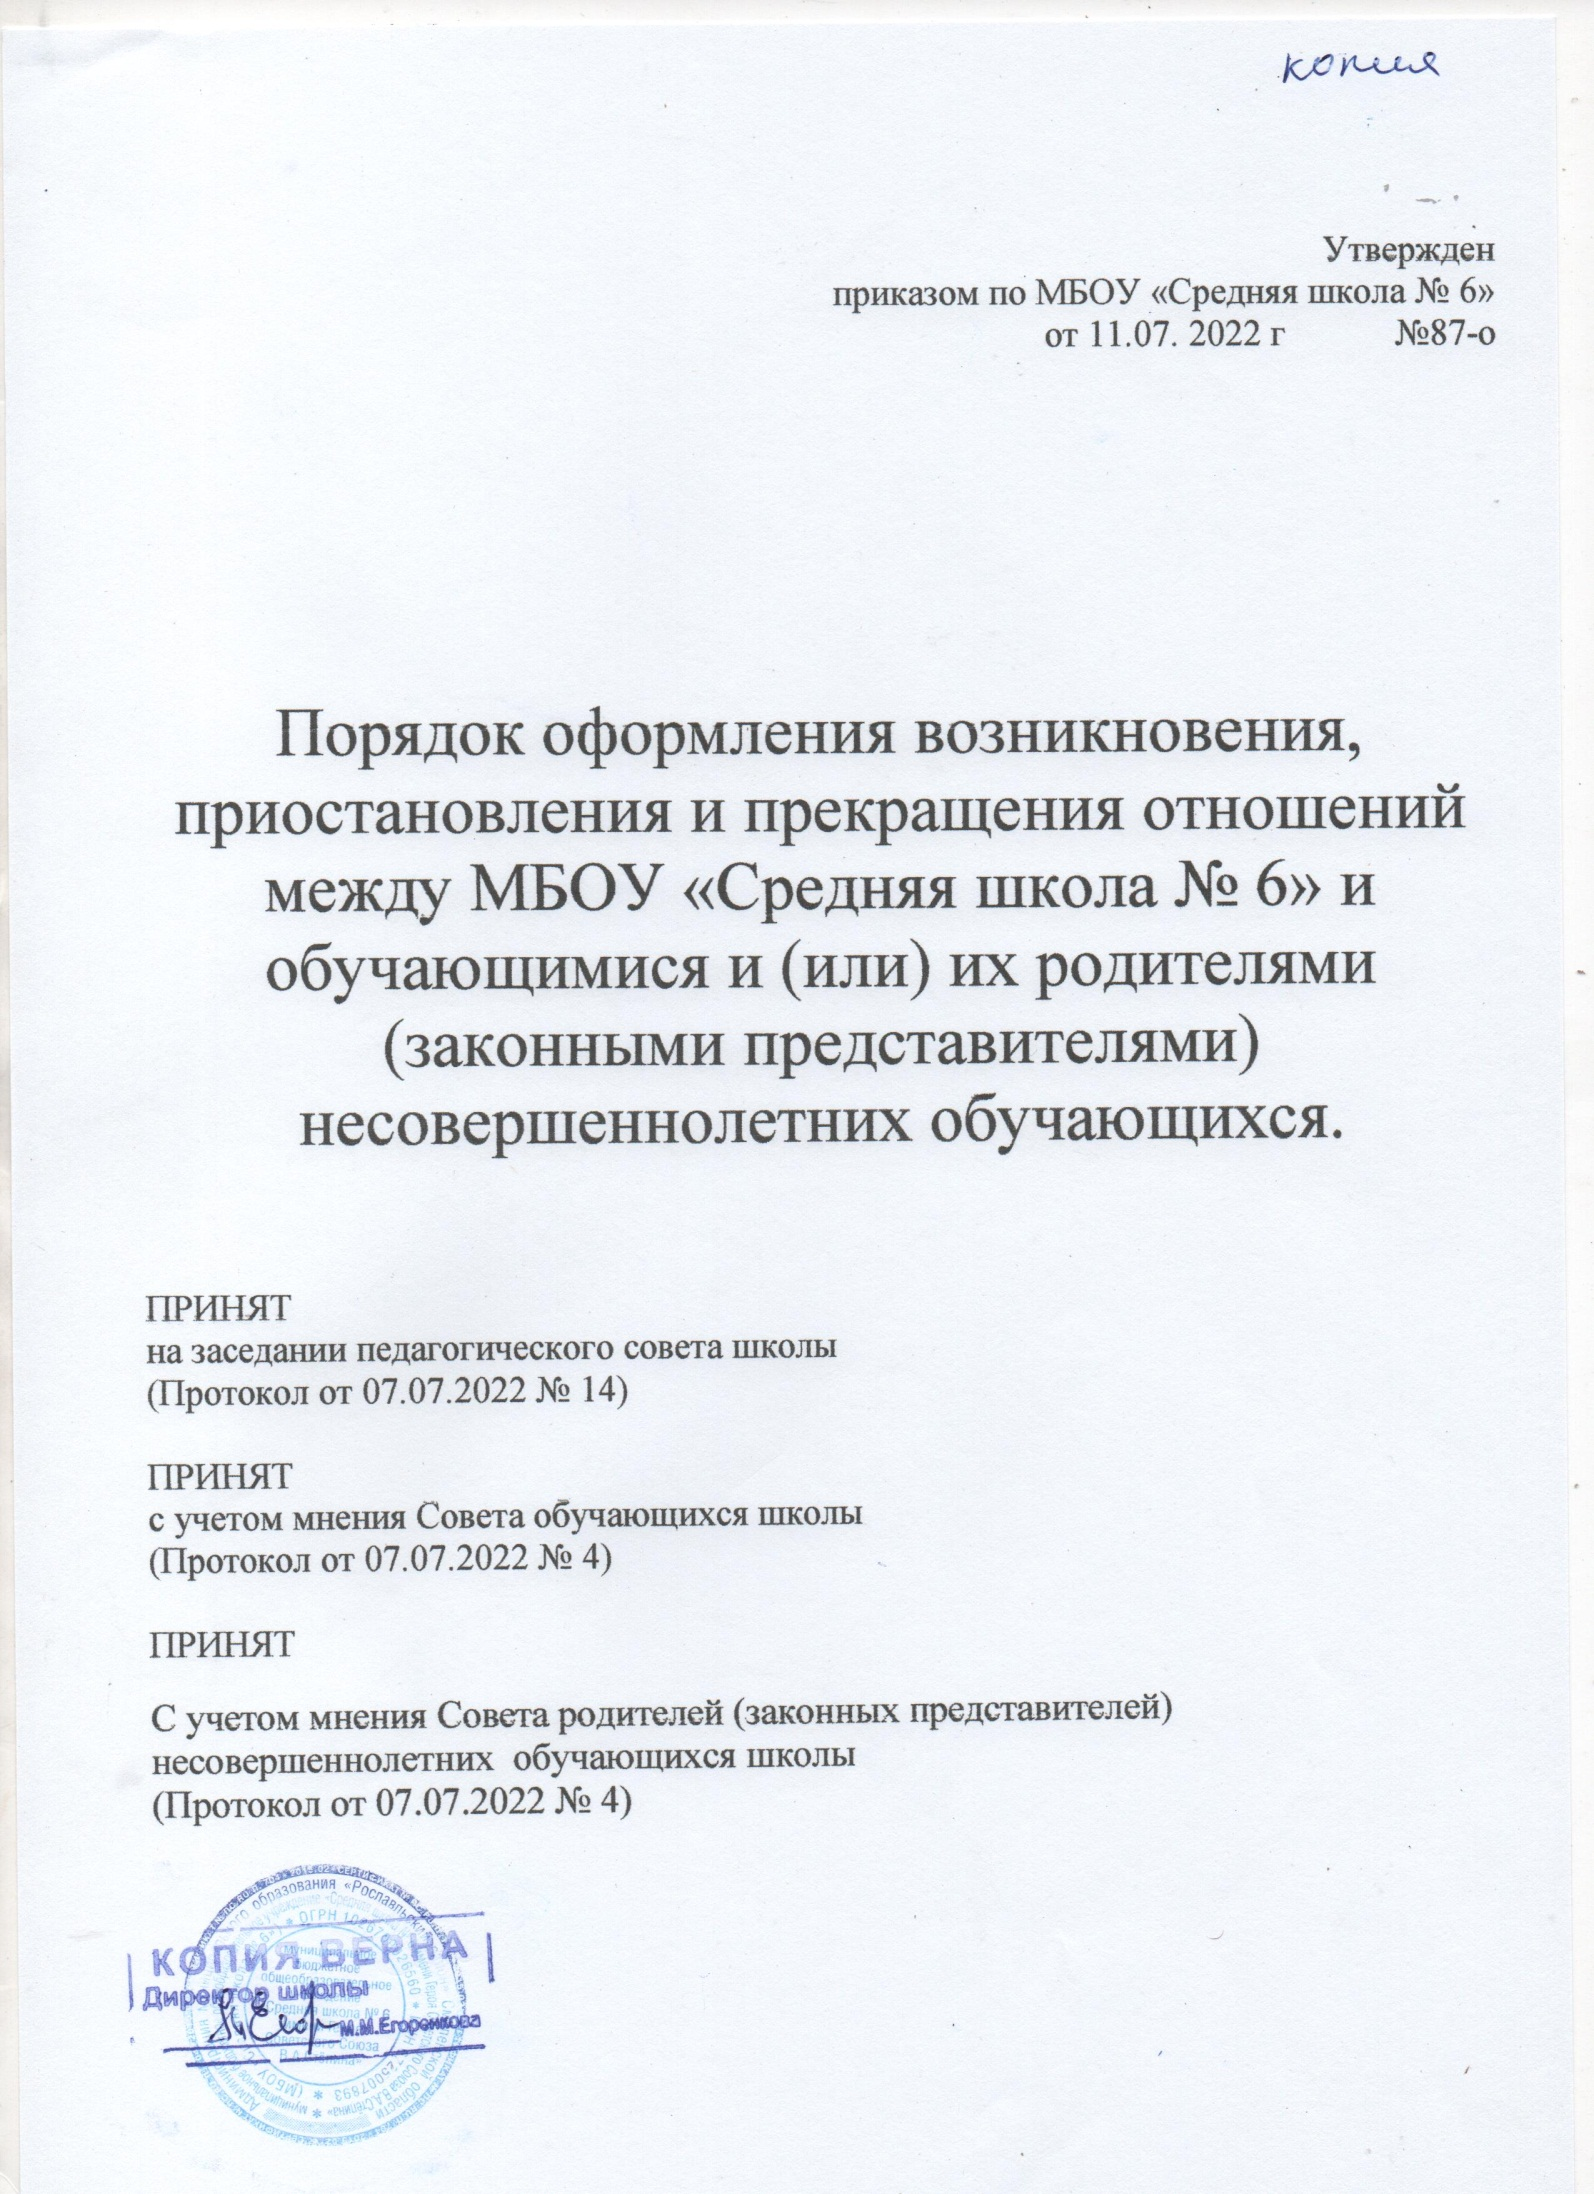 копия
Утвержден
приказом по МБОУ «Средняя школа № 6»
от 11.07. 2022 г №87-о
Порядок оформления возникновения,
приостановления и прекращения отношений
между МБОУ «Средняя школа № 6» и
обучающимися и (или) их родителями
(законными представителями)
несовершеннолетних обучающихся.
ПРИНЯТ
на заседании педагогического совета школы
(Протокол от 07.07.2022 № 14)
ПРИНЯТ
с учетом мнения Совета обучающихся школы
(Протокол от 07.07.2022 № 4)
ПРИНЯТ
С учетом мнения Совета родителей (законных представителей)
несовершеннолетних обучающихся школы
(Протокол от 07.07.2022 № 4)
КОПИЯ ВЕРНА
Директор школы
М.М.Егоренкова